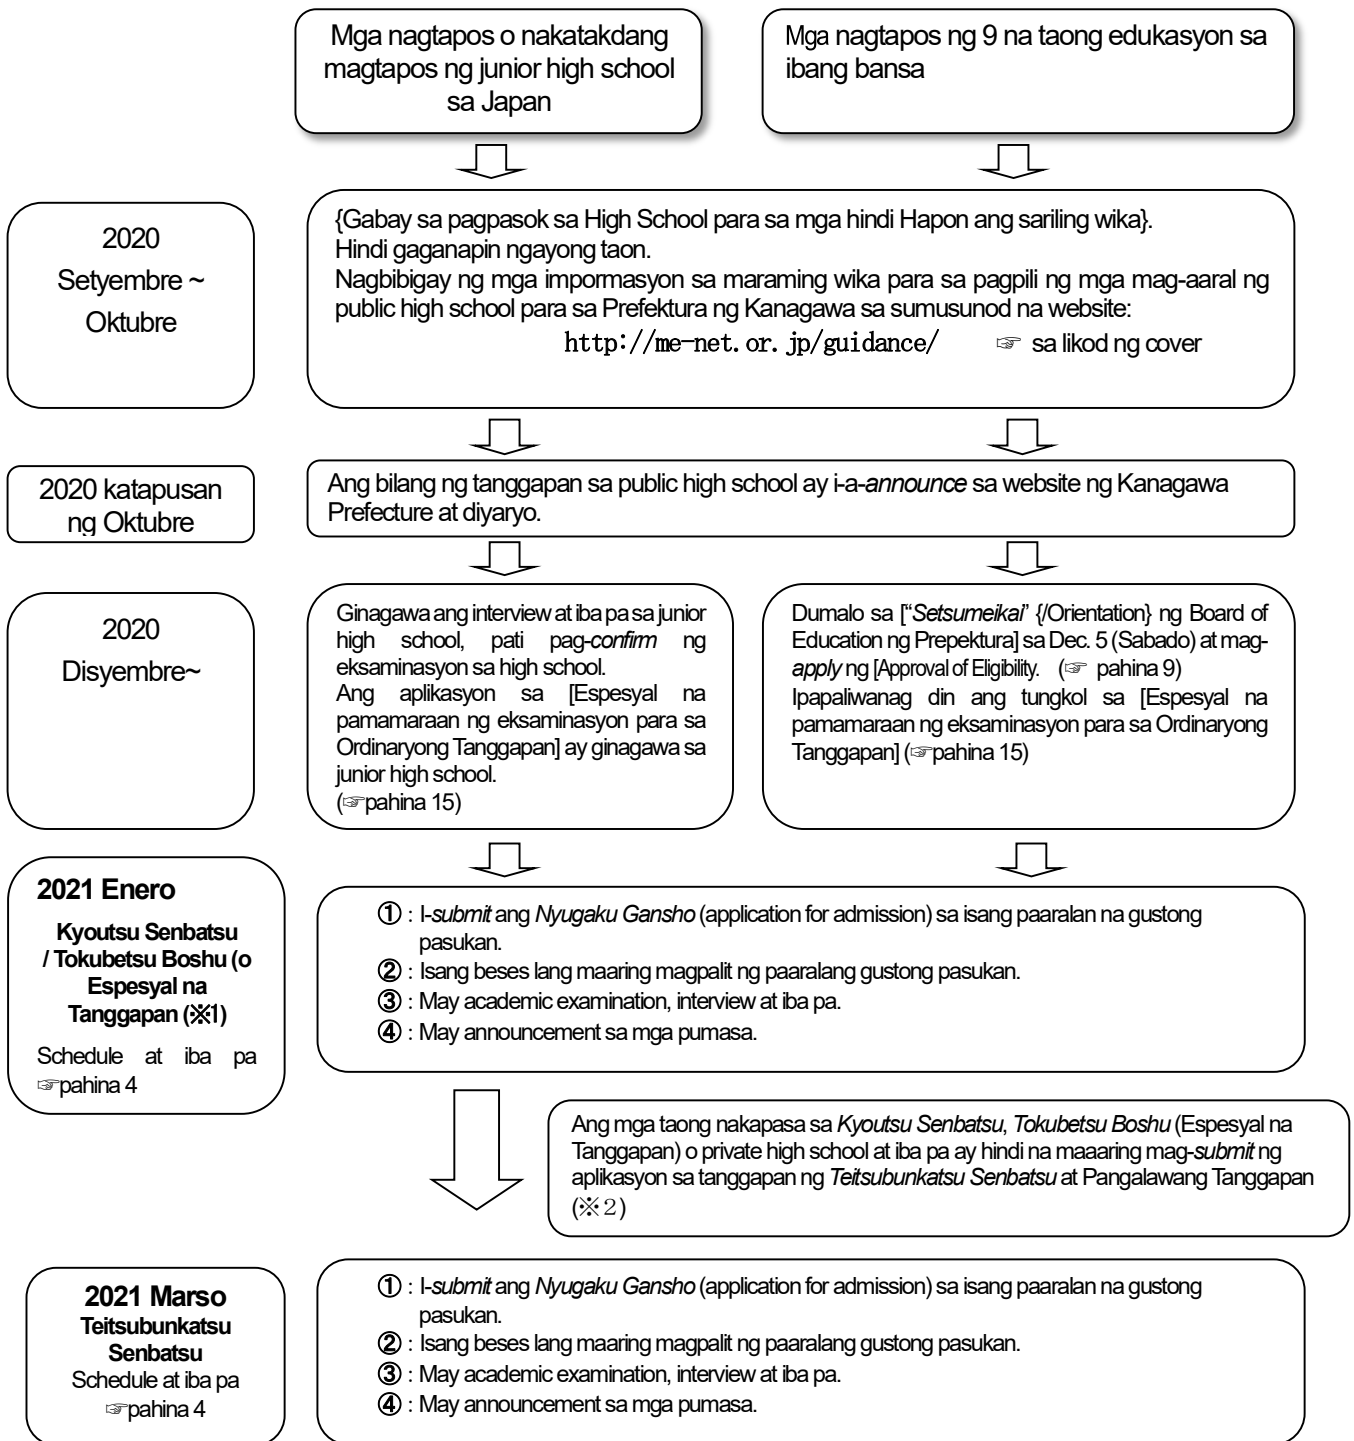 Mga nagtapos o nakatakdang
magtapos ng junior high school
sa Japan
Mga nagtapos ng 9 na taong edukasyon sa
ibang bansa
2020
Setyembre ~
Oktubre
{Gabay sa pagpasok sa High School para sa mga hindi Hapon ang sariling wika}.
Hindi gaganapin ngayong taon.
Nagbibigay ng mga impormasyon sa maraming wika para sa pagpili ng mga mag-aaral ng
public high school para sa Prefektura ng Kanagawa sa sumusunod na website:
http://me-net.or.jp/guidance/ ☞ sa likod ng cover
2020 katapusan
ng Oktubre
Ang bilang ng tanggapan sa public high school ay i-a-announce sa website ng Kanagawa
Prefecture at diyaryo.
2020
Disyembre~
Ginagawa ang interview at iba pa sa junior
high school, pati pag-confirm ng
eksaminasyon sa high school.
Ang aplikasyon sa [Espesyal na
pamamaraan ng eksaminasyon para sa
Ordinaryong Tanggapan] ay ginagawa sa
junior high school.
(☞pahina 15)
Dumalo sa [“Setsumeikai” {/Orientation} ng Board of
Education ng Prepektura] sa Dec. 5 (Sabado) at mag-
apply ng [Approval of Eligibility. (☞ pahina 9)
Ipapaliwanag din ang tungkol sa [Espesyal na
pamamaraan ng eksaminasyon para sa Ordinaryong
Tanggapan] (☞pahina 15)
2021 Enero
Kyoutsu Senbatsu
/ Tokubetsu Boshu (o
Espesyal na
Tanggapan (※1)
Schedule at iba pa
☞pahina 4
① : I-submit ang Nyugaku Gansho (application for admission) sa isang paaralan na gustong
pasukan.
② : Isang beses lang maaring magpalit ng paaralang gustong pasukan.
③ : May academic examination, interview at iba pa.
④ : May announcement sa mga pumasa.
Ang mga taong nakapasa sa Kyoutsu Senbatsu, Tokubetsu Boshu (Espesyal na
Tanggapan) o private high school at iba pa ay hindi na maaaring mag-submit ng
aplikasyon sa tanggapan ng Teitsubunkatsu Senbatsu at Pangalawang Tanggapan
(※２)
2021 Marso
Teitsubunkatsu
Senbatsu
Schedule at iba pa
☞pahina 4
① : I-submit ang Nyugaku Gansho (application for admission) sa isang paaralan na gustong
pasukan.
② : Isang beses lang maaring magpalit ng paaralang gustong pasukan.
③ : May academic examination, interview at iba pa.
④ : May announcement sa mga pumasa.